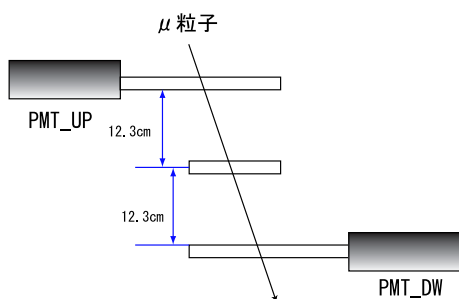 μ粒子
PMT_UP
12.3cm
12.3cm
PMT_DW